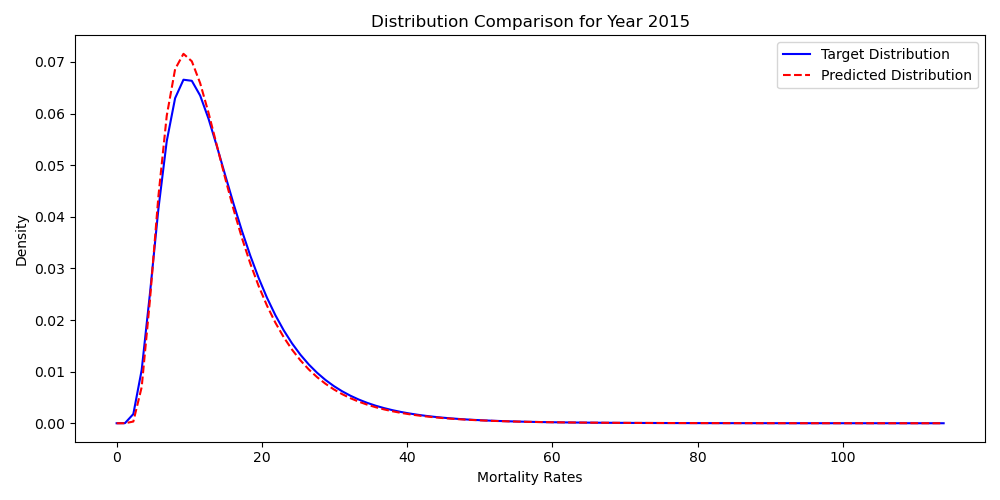 Distribution Comparison for Year 2015
Target Distribution
Predicted Distribution
0.07
0.06
0.05
0.04
0.03
0.02
0.01
0.00
Density
0 20 40 60 80 100
Mortality Rates